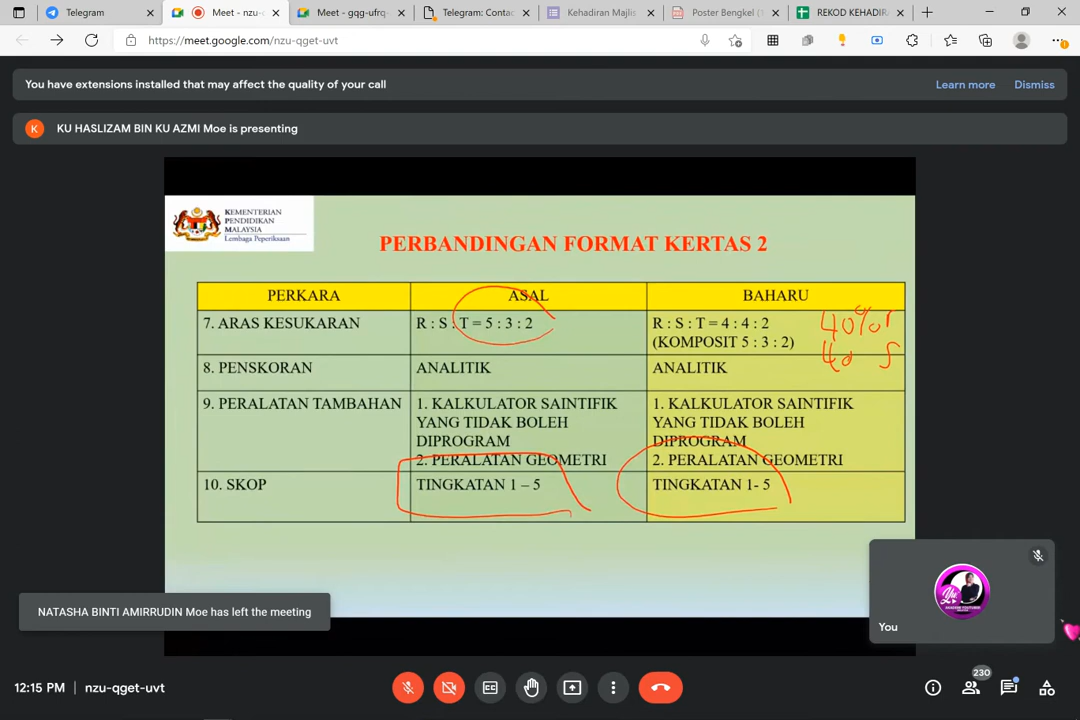 Telegram
Meet - nzu-
Meet - gqg-ufrq-
Telegram: Conta
Kehadiran Majlis
Poster Bengkel (1
REKOD KEHADIR
https://meet.google.com/nzu-qget-uvt
You have extensions installed that may affect the quality of your call
Learn more
Dismiss
K
KU HASLIZAM BIN KU AZMI Moe is presenting
KEMENTERIAN
PENDIDIKAN
MALAYSIA
Lembaga Peperiksaan
PERBANDINGAN FORMAT KERTAS 2
PERKARA ASAL BAHARU
7. ARAS KESUKARAN
R : S : T = 5 : 3 : 2
R : S : T = 4 : 4 : 2
(KOMPOSIT 5 : 3 : 2)
40% r
40 S
8. PENSKORAN
ANALITIK
ANALITIK
9. PERALATAN TAMBAHAN
1. KALKULATOR SAINTIFIK
YANG TIDAK BOLEH
DIPROGRAM
2. PERALATAN GEOMETRI
1. KALKULATOR SAINTIFIK
YANG TIDAK BOLEH
DIPROGRAM
2. PERALATAN GEOMETRI
10. SKOP
TINGKATAN 1 – 5
TINGKATAN 1- 5
NATASHA BINTI AMIRRUDIN Moe has left the meeting
You
12:15 PM | nzu-qget-uvt
230